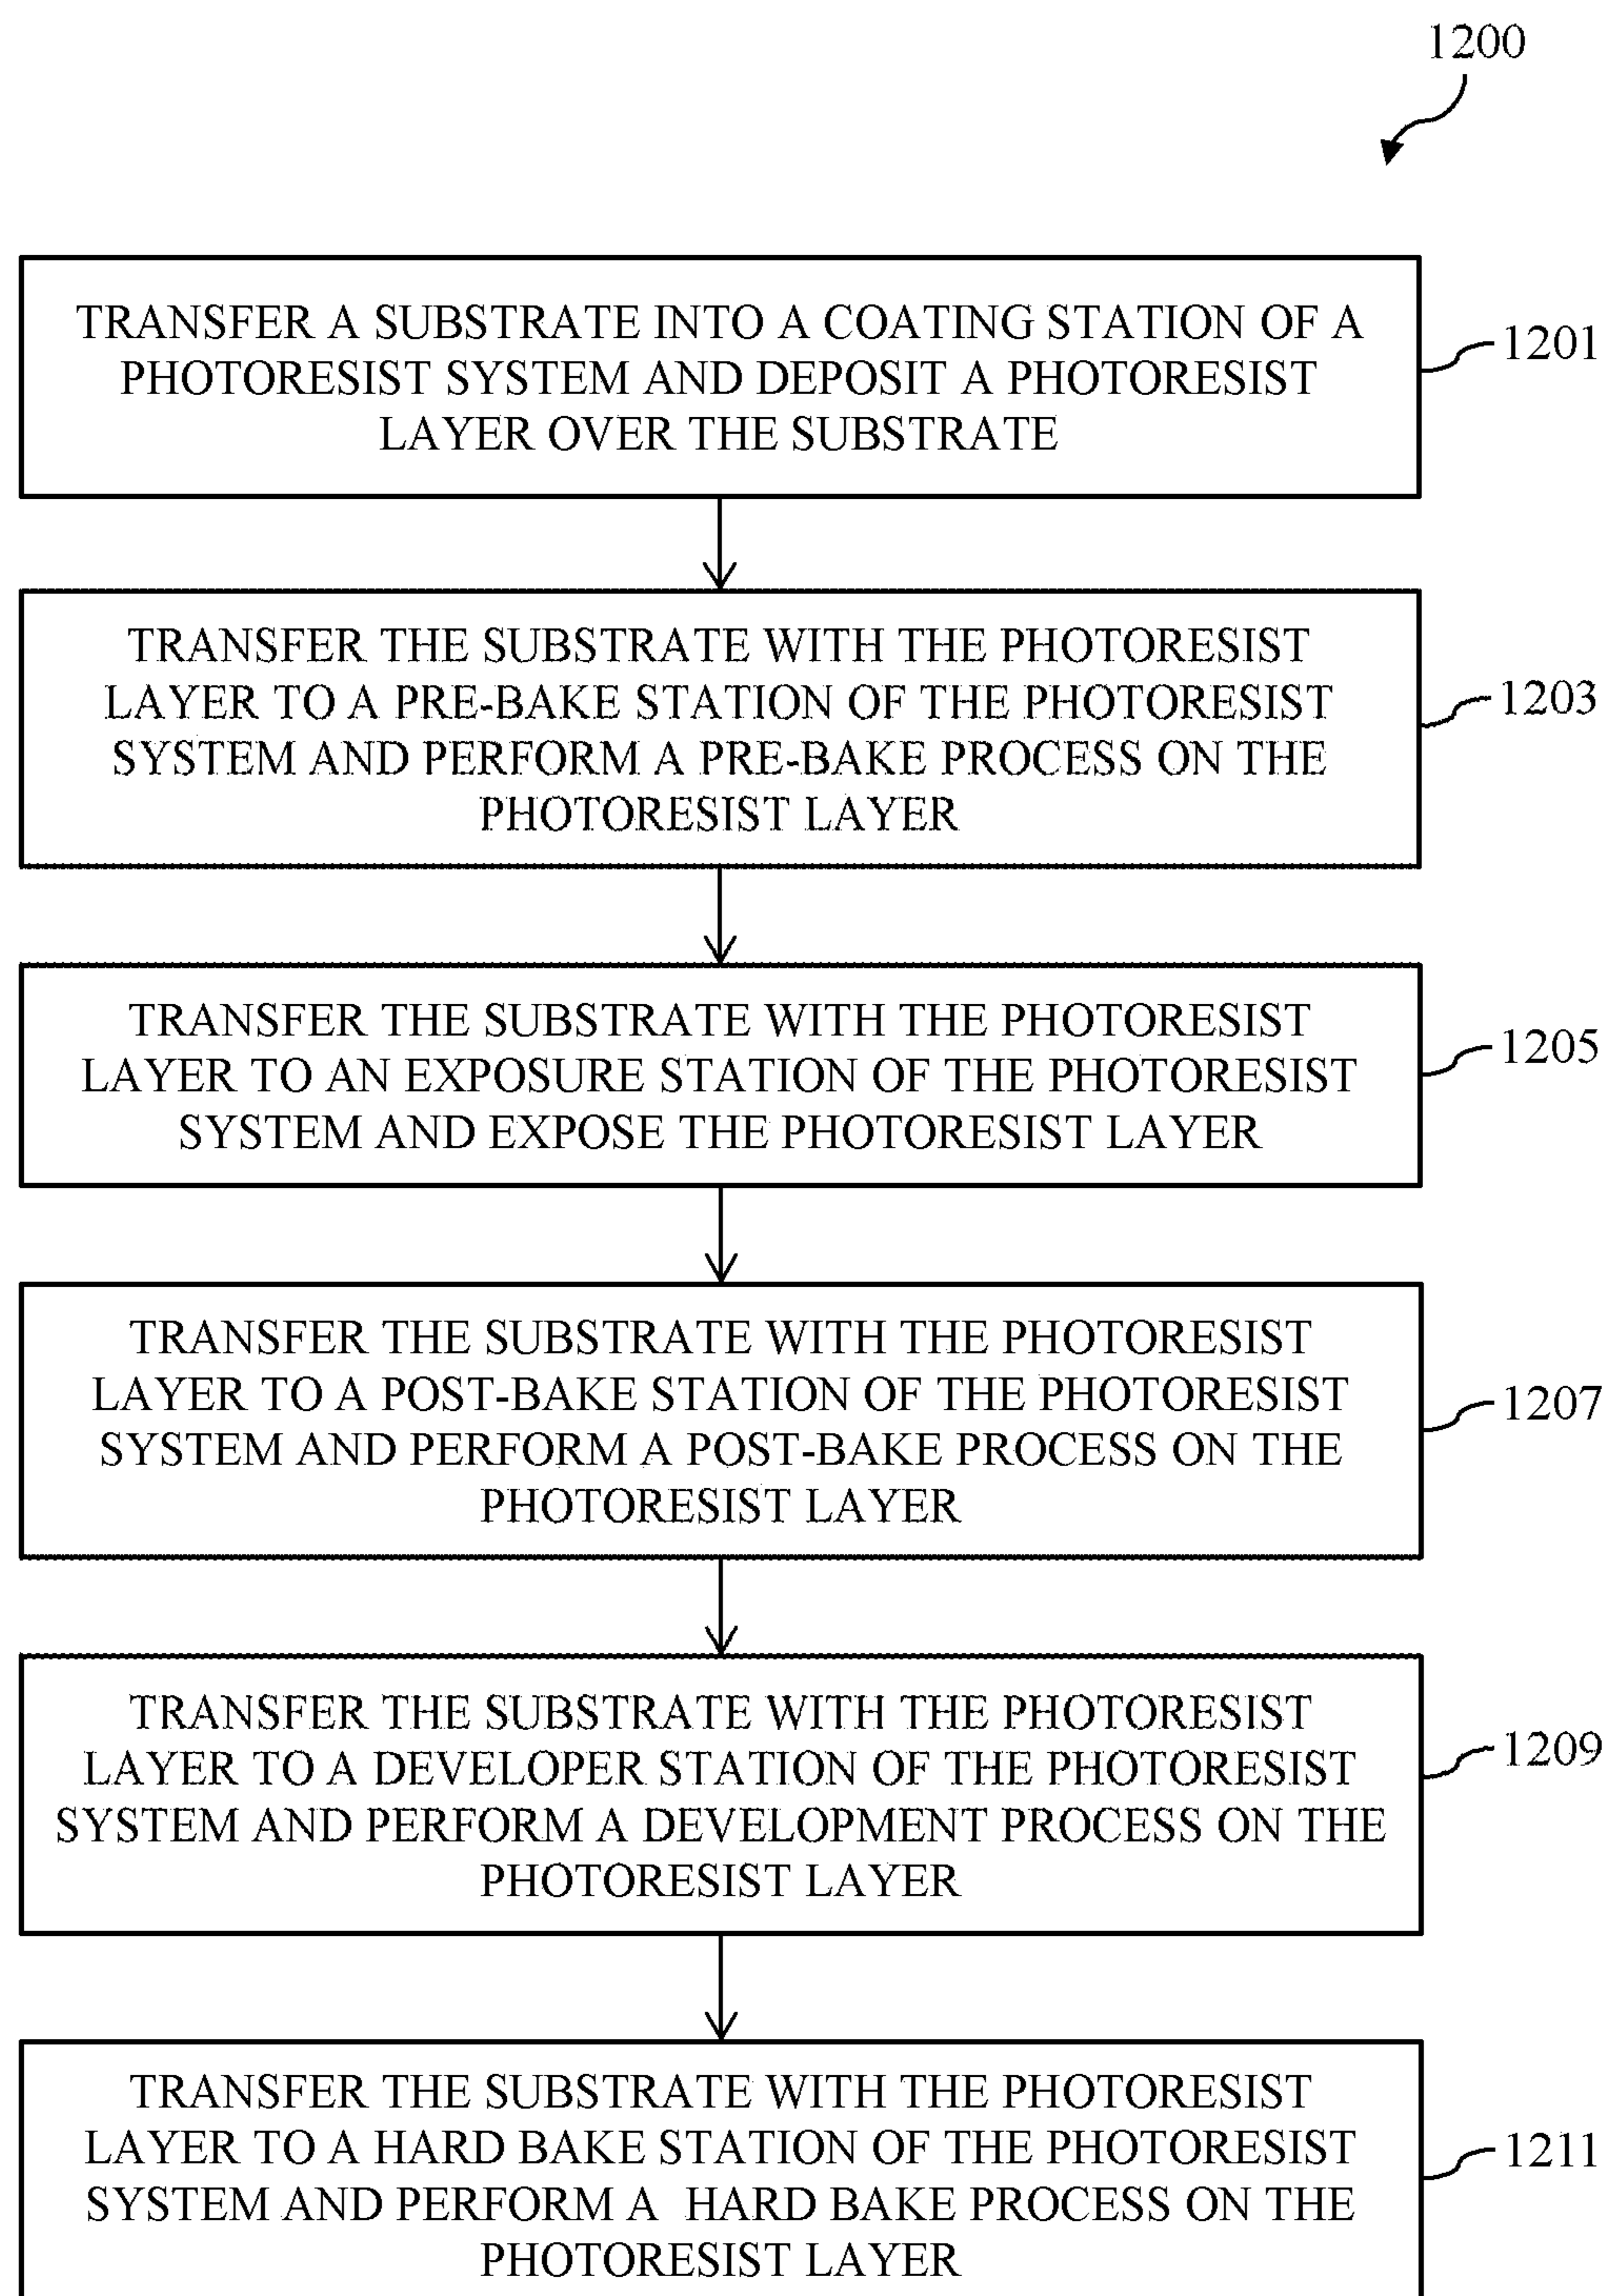 1200
TRANSFER A SUBSTRATE INTO A COATING STATION OF A
PHOTORESIST SYSTEM AND DEPOSIT A PHOTORESIST
LAYER OVER THE SUBSTRATE
1201
TRANSFER THE SUBSTRATE WITH THE PHOTORESIST
LAYER TO A PRE-BAKE STATION OF THE PHOTORESIST
SYSTEM AND PERFORM A PRE-BAKE PROCESS ON THE
PHOTORESIST LAYER
1203
TRANSFER THE SUBSTRATE WITH THE PHOTORESIST
LAYER TO AN EXPOSURE STATION OF THE PHOTORESIST
SYSTEM AND EXPOSE THE PHOTORESIST LAYER
1205
TRANSFER THE SUBSTRATE WITH THE PHOTORESIST
LAYER TO A POST-BAKE STATION OF THE PHOTORESIST
SYSTEM AND PERFORM A POST-BAKE PROCESS ON THE
PHOTORESIST LAYER
1207
TRANSFER THE SUBSTRATE WITH THE PHOTORESIST
LAYER TO A DEVELOPER STATION OF THE PHOTORESIST
SYSTEM AND PERFORM A DEVELOPMENT PROCESS ON THE
PHOTORESIST LAYER
1209
TRANSFER THE SUBSTRATE WITH THE PHOTORESIST
LAYER TO A HARD BAKE STATION OF THE PHOTORESIST
SYSTEM AND PERFORM A HARD BAKE PROCESS ON THE
PHOTORESIST LAYER
1211